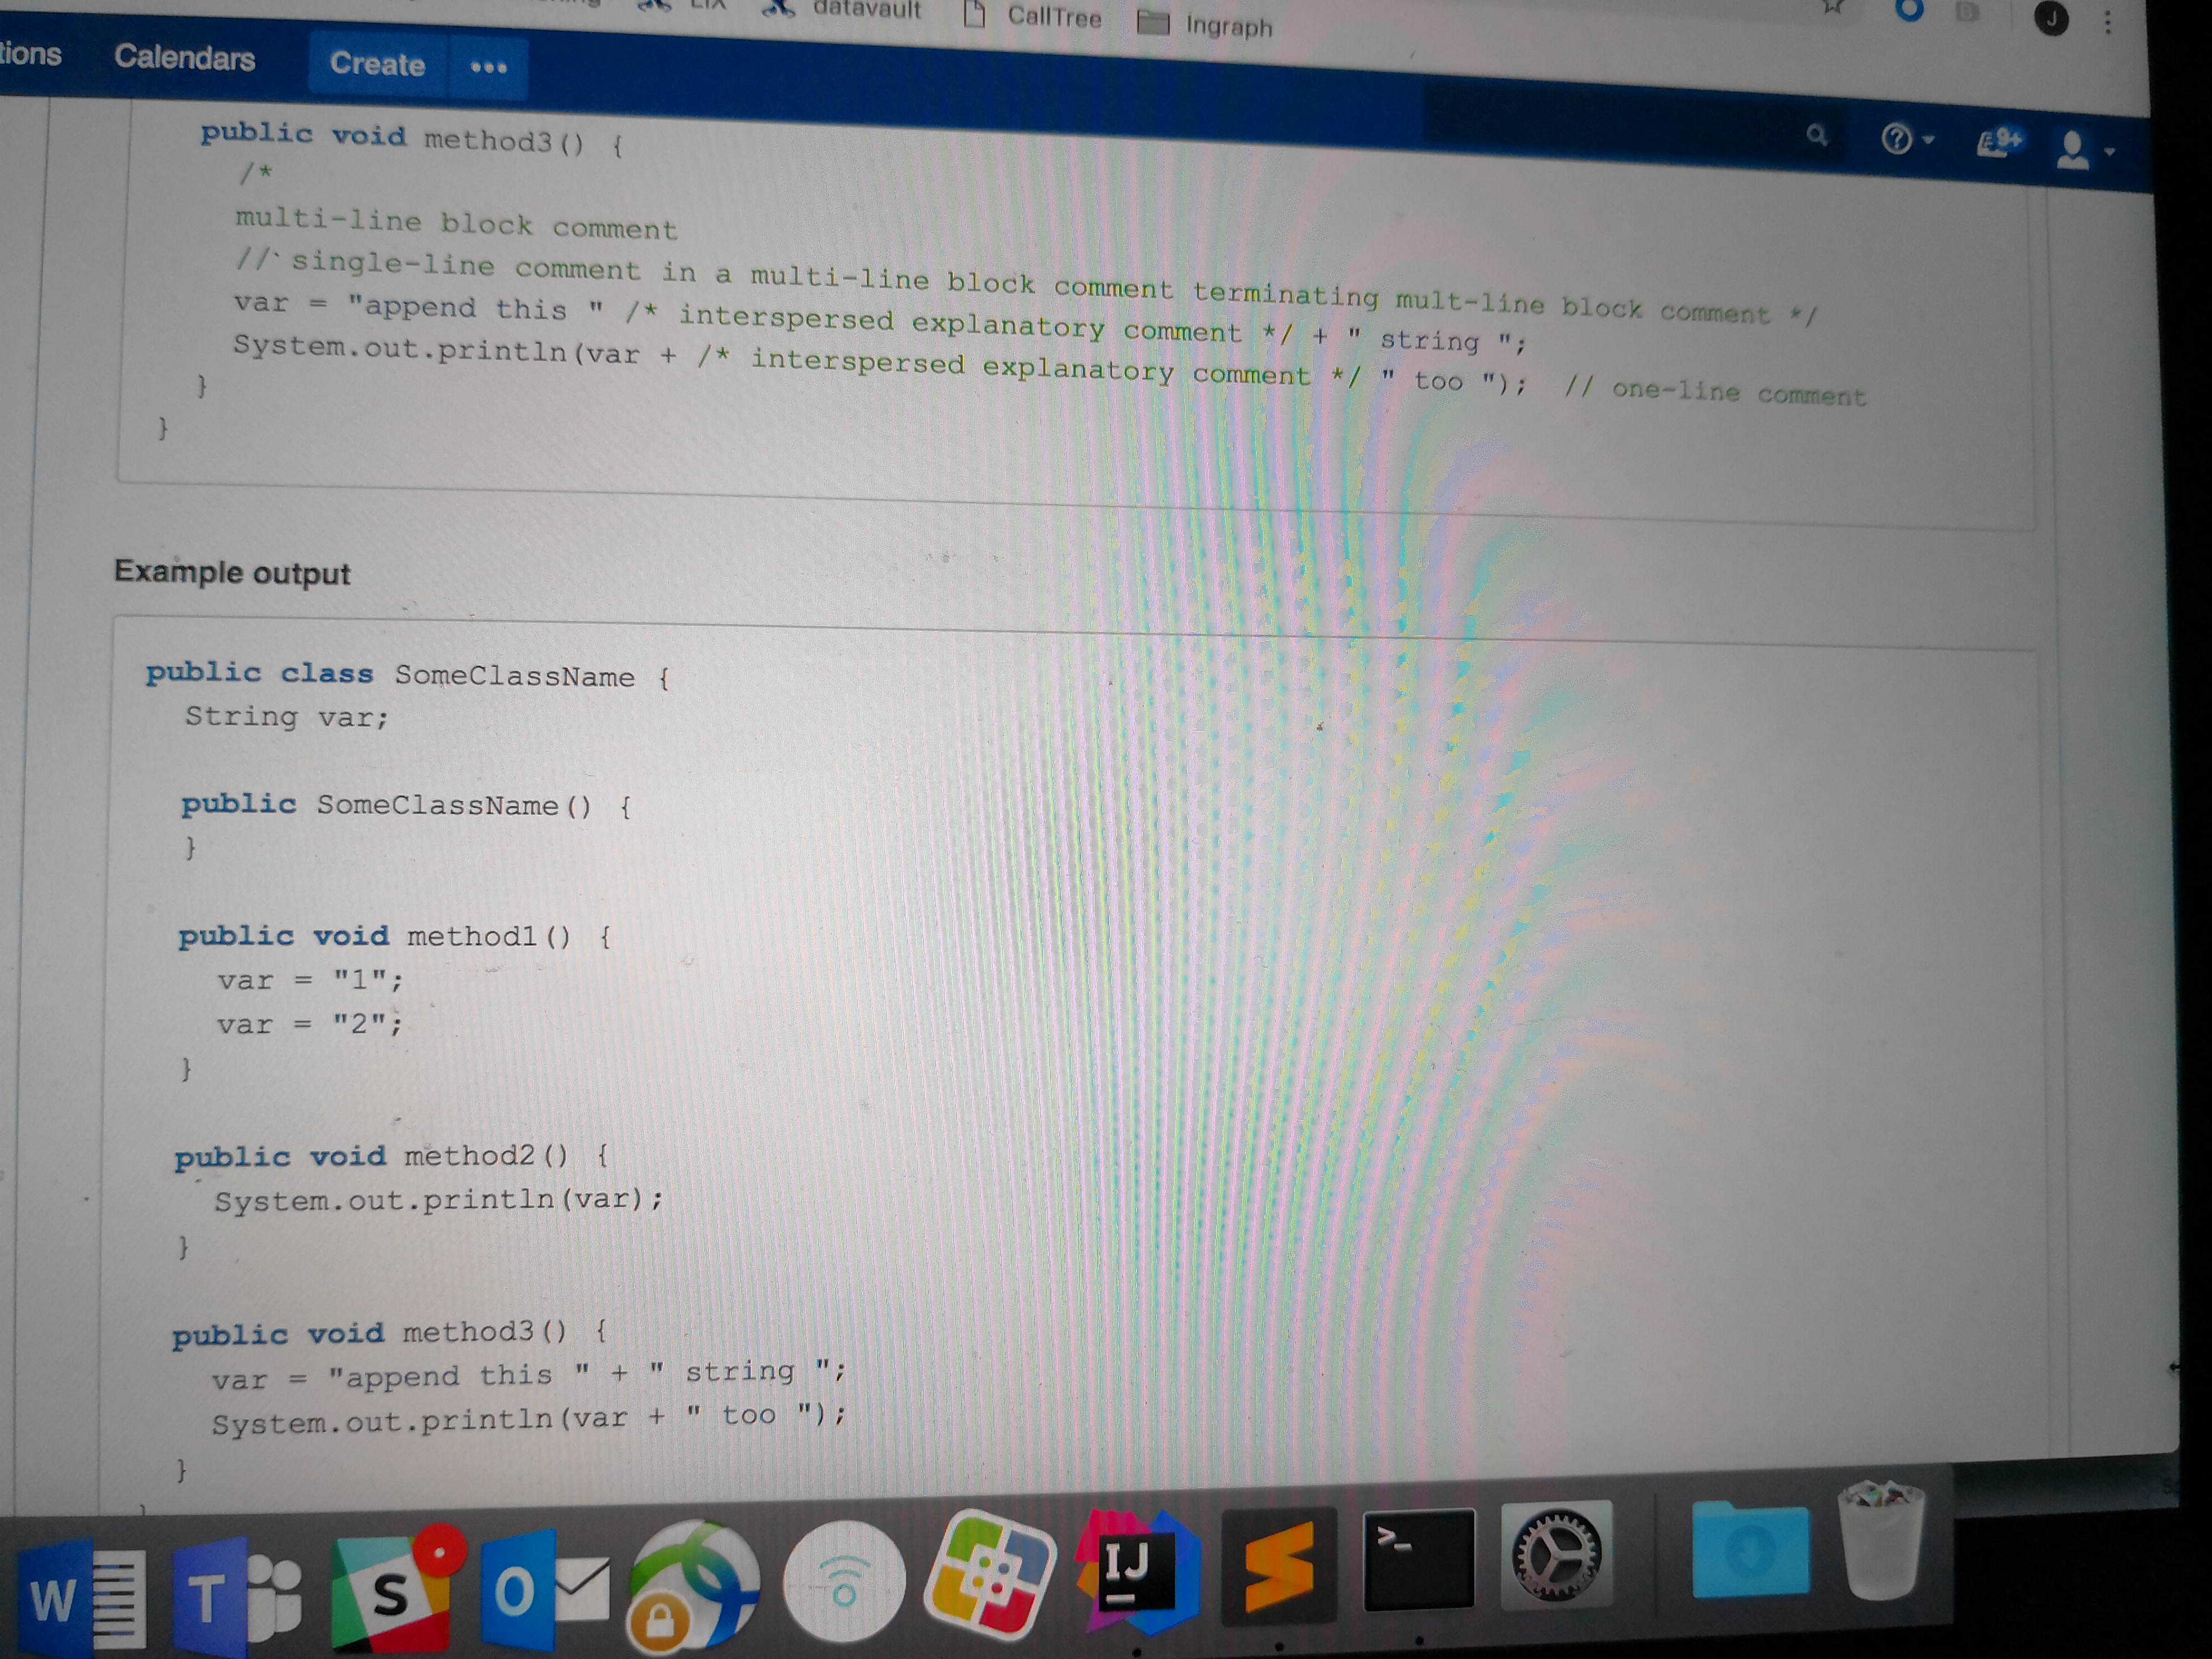 datavault CallTree Ingraph
J
tions Calendars Create •••
9+
public void method3() {
/*
multi-line block comment
// single-line comment in a multi-line block comment terminating mult-line block comment */
var = "append this " /* interspersed explanatory comment */ + " string ";
System.out.println(var + /* interspersed explanatory comment */ " too "); // one-line comment
}
}
Example output
public class SomeClassName {
String var;
public SomeClassName() {
}
public void method1() {
var = "1";
var = "2";
}
public void method2() {
System.out.println(var);
}
public void method3() {
var = "append this " + " string ";
System.out.println(var + " too ");
}
W T S O IJ >_